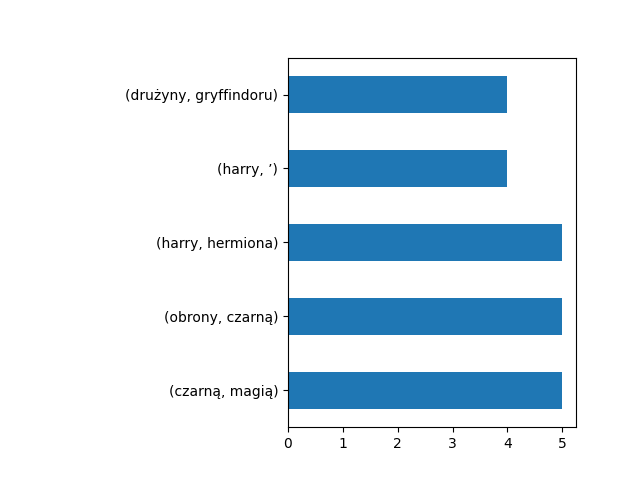 (drużyny, gryffindoru)
(harry, ’)
(harry, hermiona)
(obrony, czarną)
(czarną, magią)
0 1 2 3 4 5